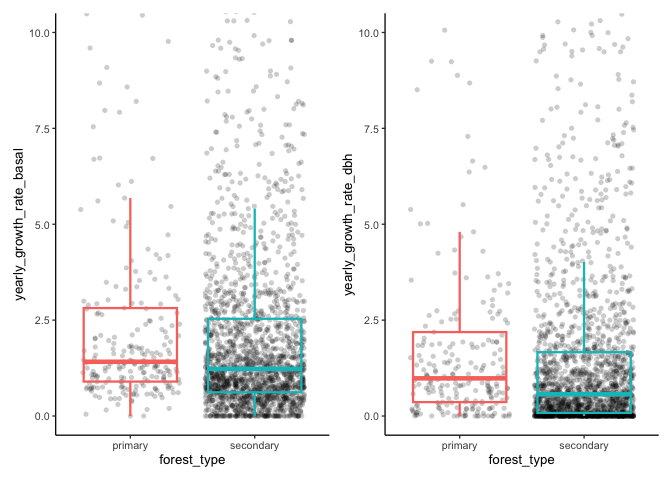 yearly_growth_rate_basal
10.0
7.5
5.0
2.5
0.0
primary secondary
forest_type
yearly_growth_rate_dbh
10.0
7.5
5.0
2.5
0.0
primary secondary
forest_type